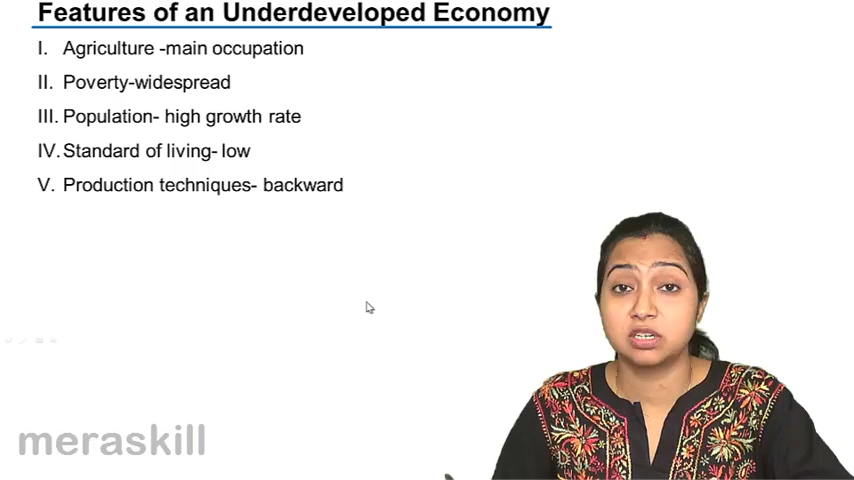 Features of an Underdeveloped Economy
I. Agriculture -main occupation
II. Poverty-widespread
III. Population- high growth rate
IV. Standard of living- low
V. Production techniques- backward
meraskill